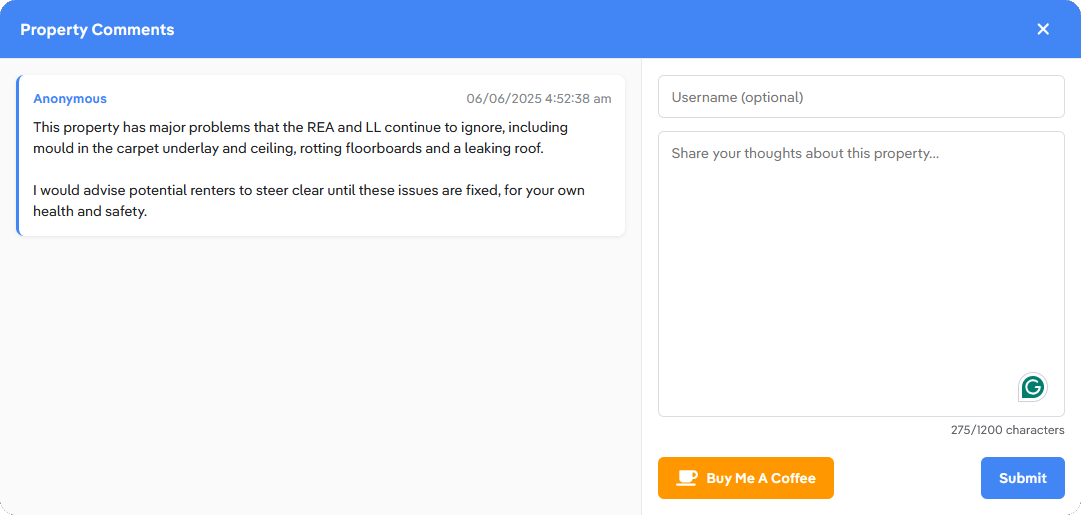 Property Comments
Anonymous
06/06/2025 4:52:38 am
This property has major problems that the REA and LL continue to ignore, including
mould in the carpet underlay and ceiling, rotting floorboards and a leaking roof.
I would advise potential renters to steer clear until these issues are fixed, for your own
health and safety.
Username (optional)
Share your thoughts about this property...
275/1200 characters
Buy Me A Coffee
Submit